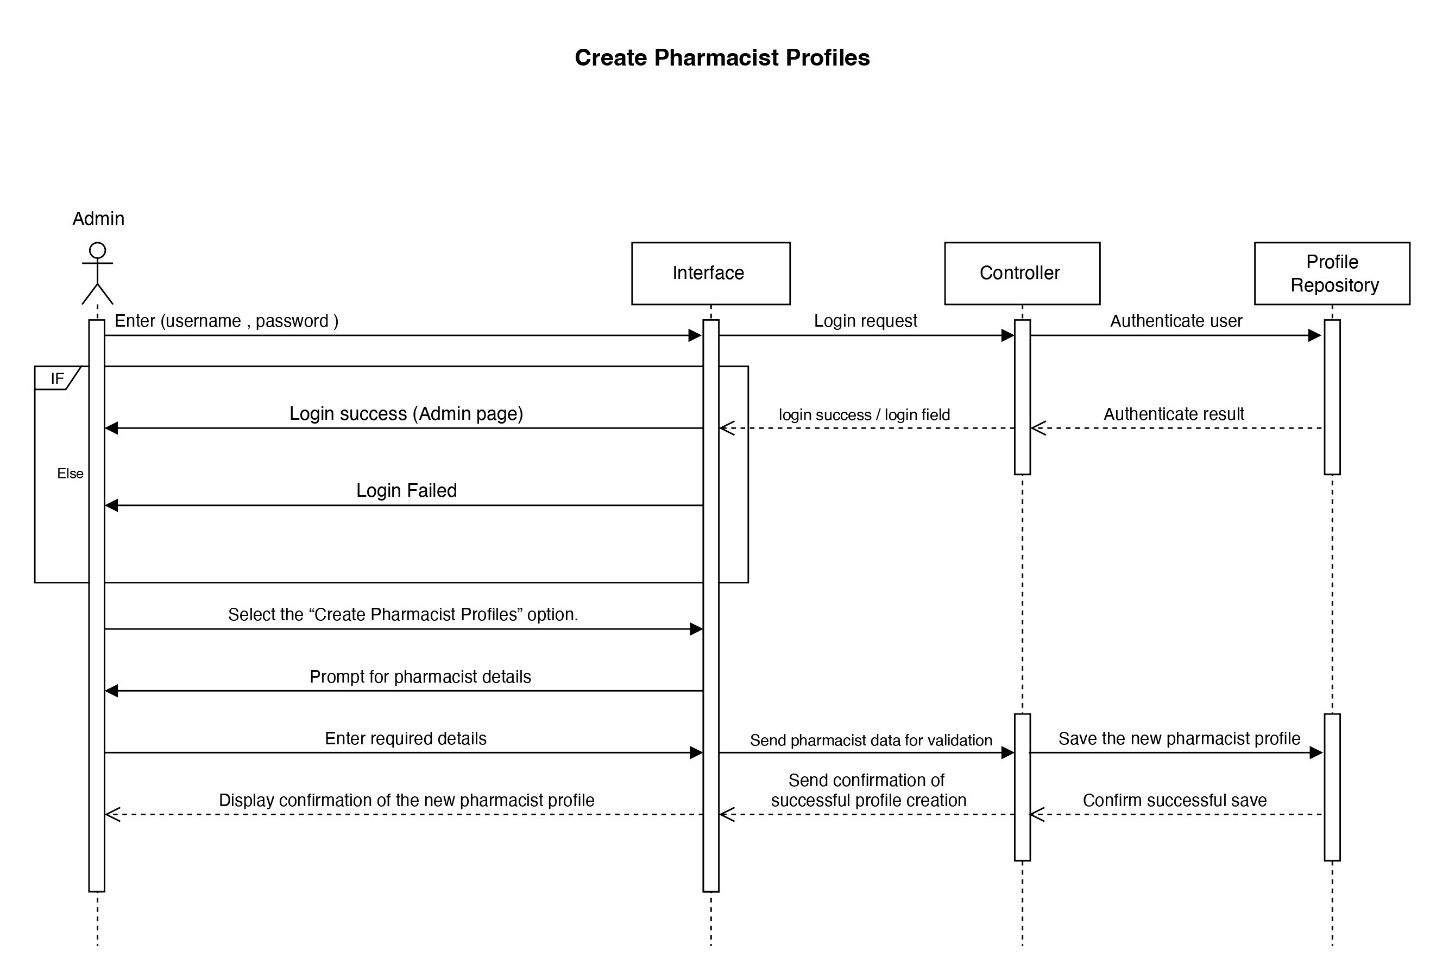 Create Pharmacist Profiles
Admin
Interface
Controller
Profile
Repository
Enter (username , password )
Login request
Authenticate user
IF
Login success (Admin page)
login success / login field
Authenticate result
Else
Login Failed
Select the “Create Pharmacist Profiles” option.
Prompt for pharmacist details
Enter required details
Send pharmacist data for validation
Save the new pharmacist profile
Display confirmation of the new pharmacist profile
Send confirmation of
successful profile creation
Confirm successful save